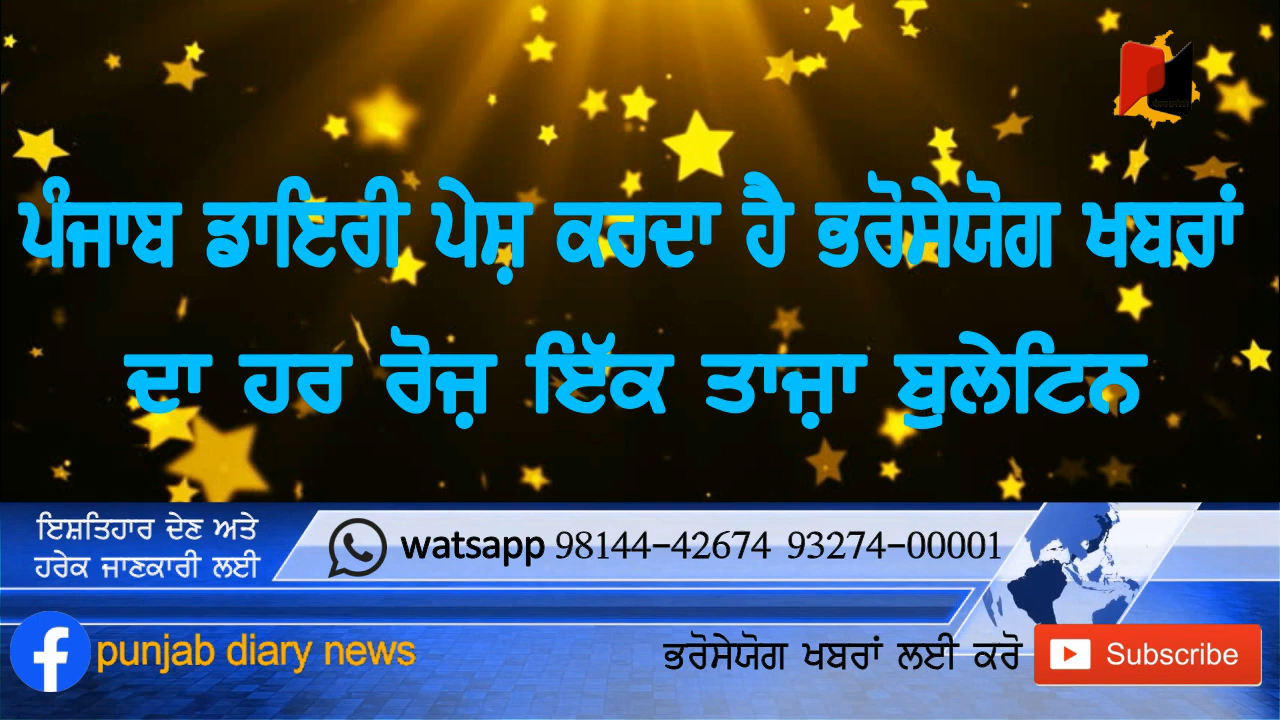 ਪੰਜਾਬ ਡਾਇਰੀ ਪੇਸ਼ ਕਰਦਾ ਹੈ ਭਰੋਸੇਯੋਗ ਖਬਰਾਂ
ਦਾ ਹਰ ਰੋਜ਼ ਇੱਕ ਤਾਜ਼ਾ ਬੁਲੇਟਿਨ
ਇਸ਼ਤਿਹਾਰ ਦੇਣ ਅਤੇ
ਹਰੇਕ ਜਾਣਕਾਰੀ ਲਈ
watsapp 98144-42674 93274-00001
punjab diary news
ਭਰੋਸੇਯੋਗ ਖਬਰਾਂ ਲਈ ਕਰੋ
Subscribe